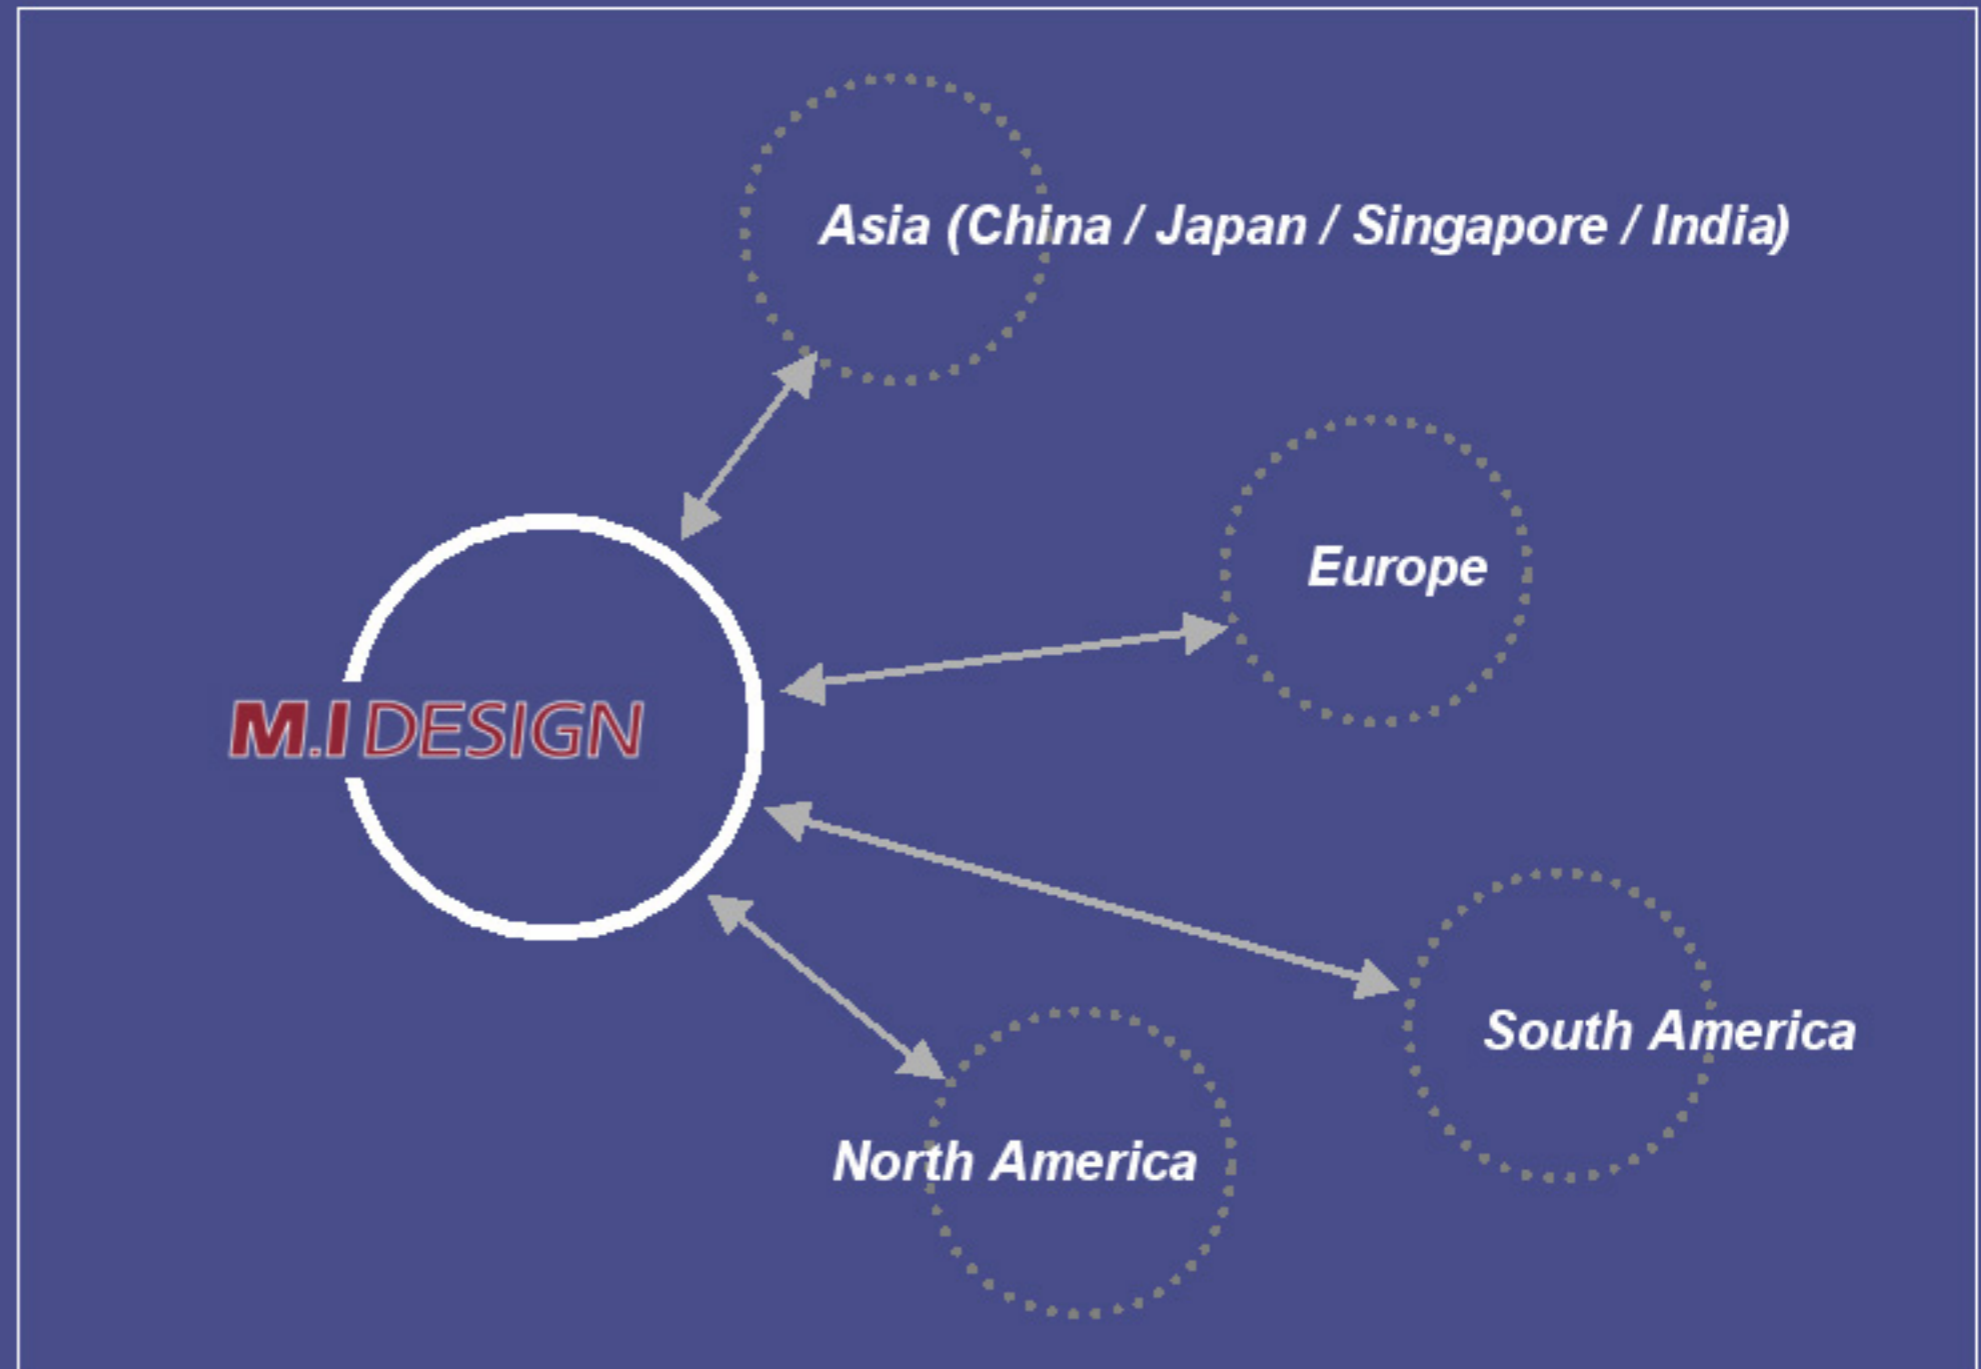 Asia (China / Japan / Singapore / India)
Europe
M.I DESIGN
South America
North America